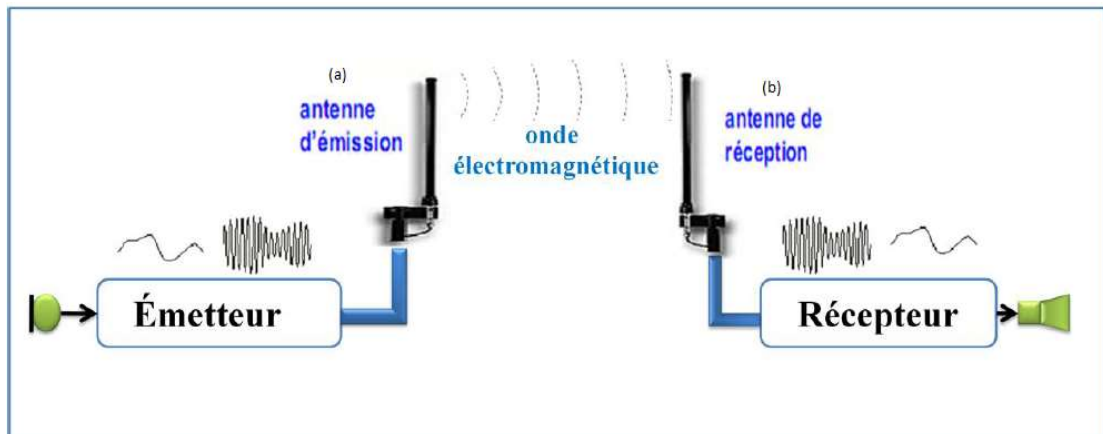 (a)
antenne
d'émission
onde
électromagnétique
(b)
antenne de
réception
Émetteur
Récepteur